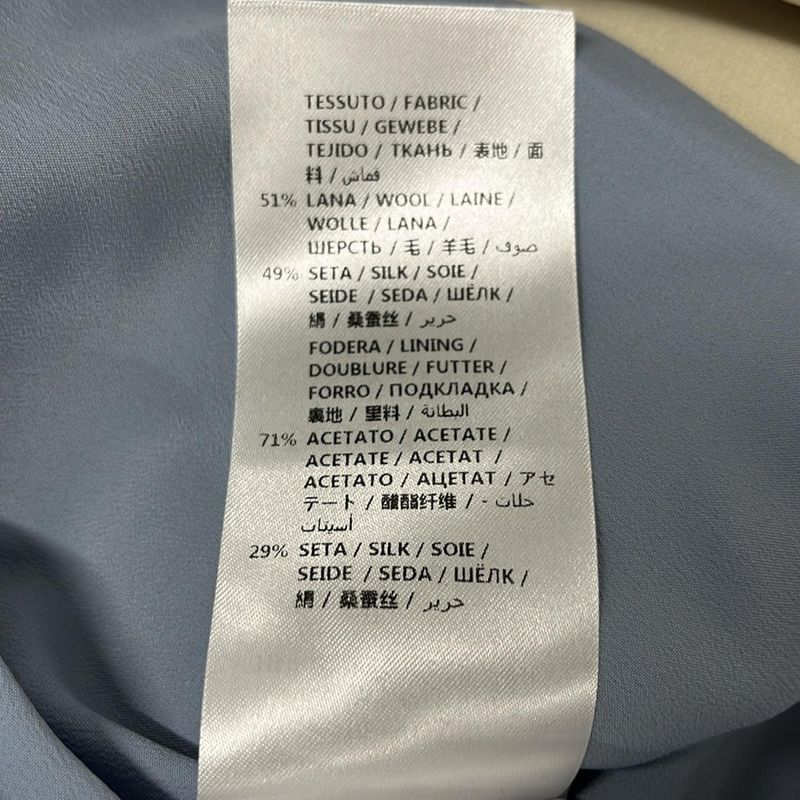 TESSUTO / FABRIC /
TISSU / GEWEBE /
TEJIDO / ТКАНЬ / 表地 / 面
料 / قماش
51% LANA / WOOL / LAINE /
WOLLE / LANA /
ШЕРСТЬ / 毛 / 羊毛 / صوف
49% SETA / SILK / SOIE /
SEIDE / SEDA / ШЁЛК /
絹 / 桑蚕丝 / حرير
FODERA / LINING /
DOUBLURE / FUTTER /
FORRO / ПОДКЛАДКА /
裏地 / 里料 / البطانة
71% ACETATO / ACETATE /
ACETATE / ACETAT /
ACETATO / АЦЕТАТ / アセ
テート / 醋酯纤维 / خلات -
أسيتات
29% SETA / SILK / SOIE /
SEIDE / SEDA / ШЁЛК /
絹 / 桑蚕丝 / حرير